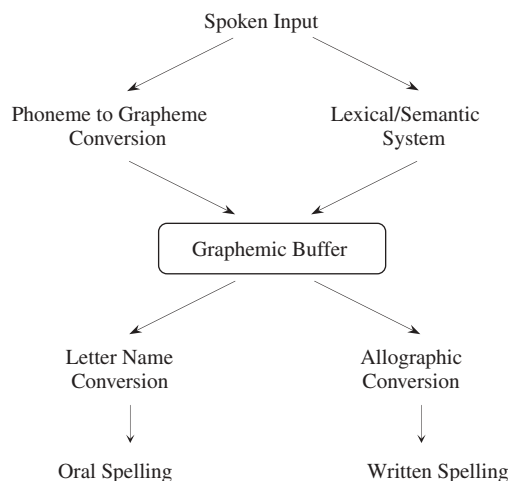 Spoken Input
Phoneme to Grapheme
Conversion
Lexical/Semantic
System
Graphemic Buffer
Letter Name
Conversion
Allographic
Conversion
Oral Spelling
Written Spelling